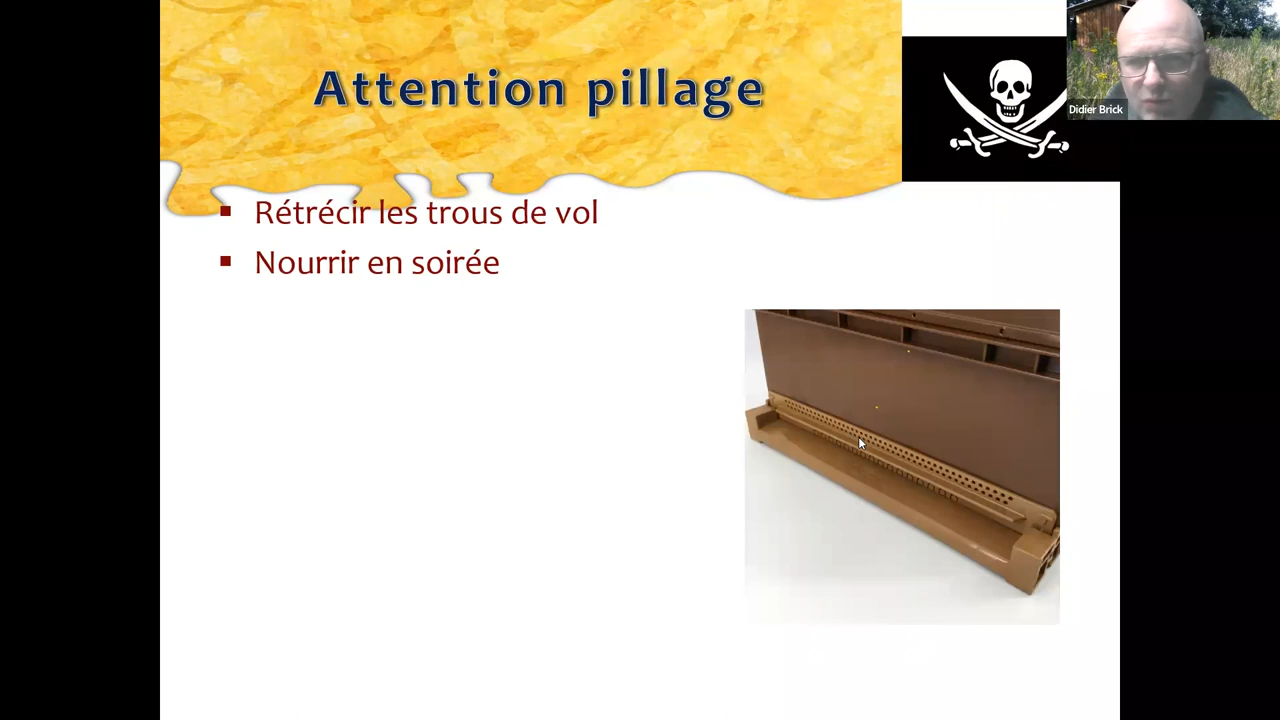 Attention pillage
Didier Brick
Rétrécir les trous de vol
Nourrir en soirée